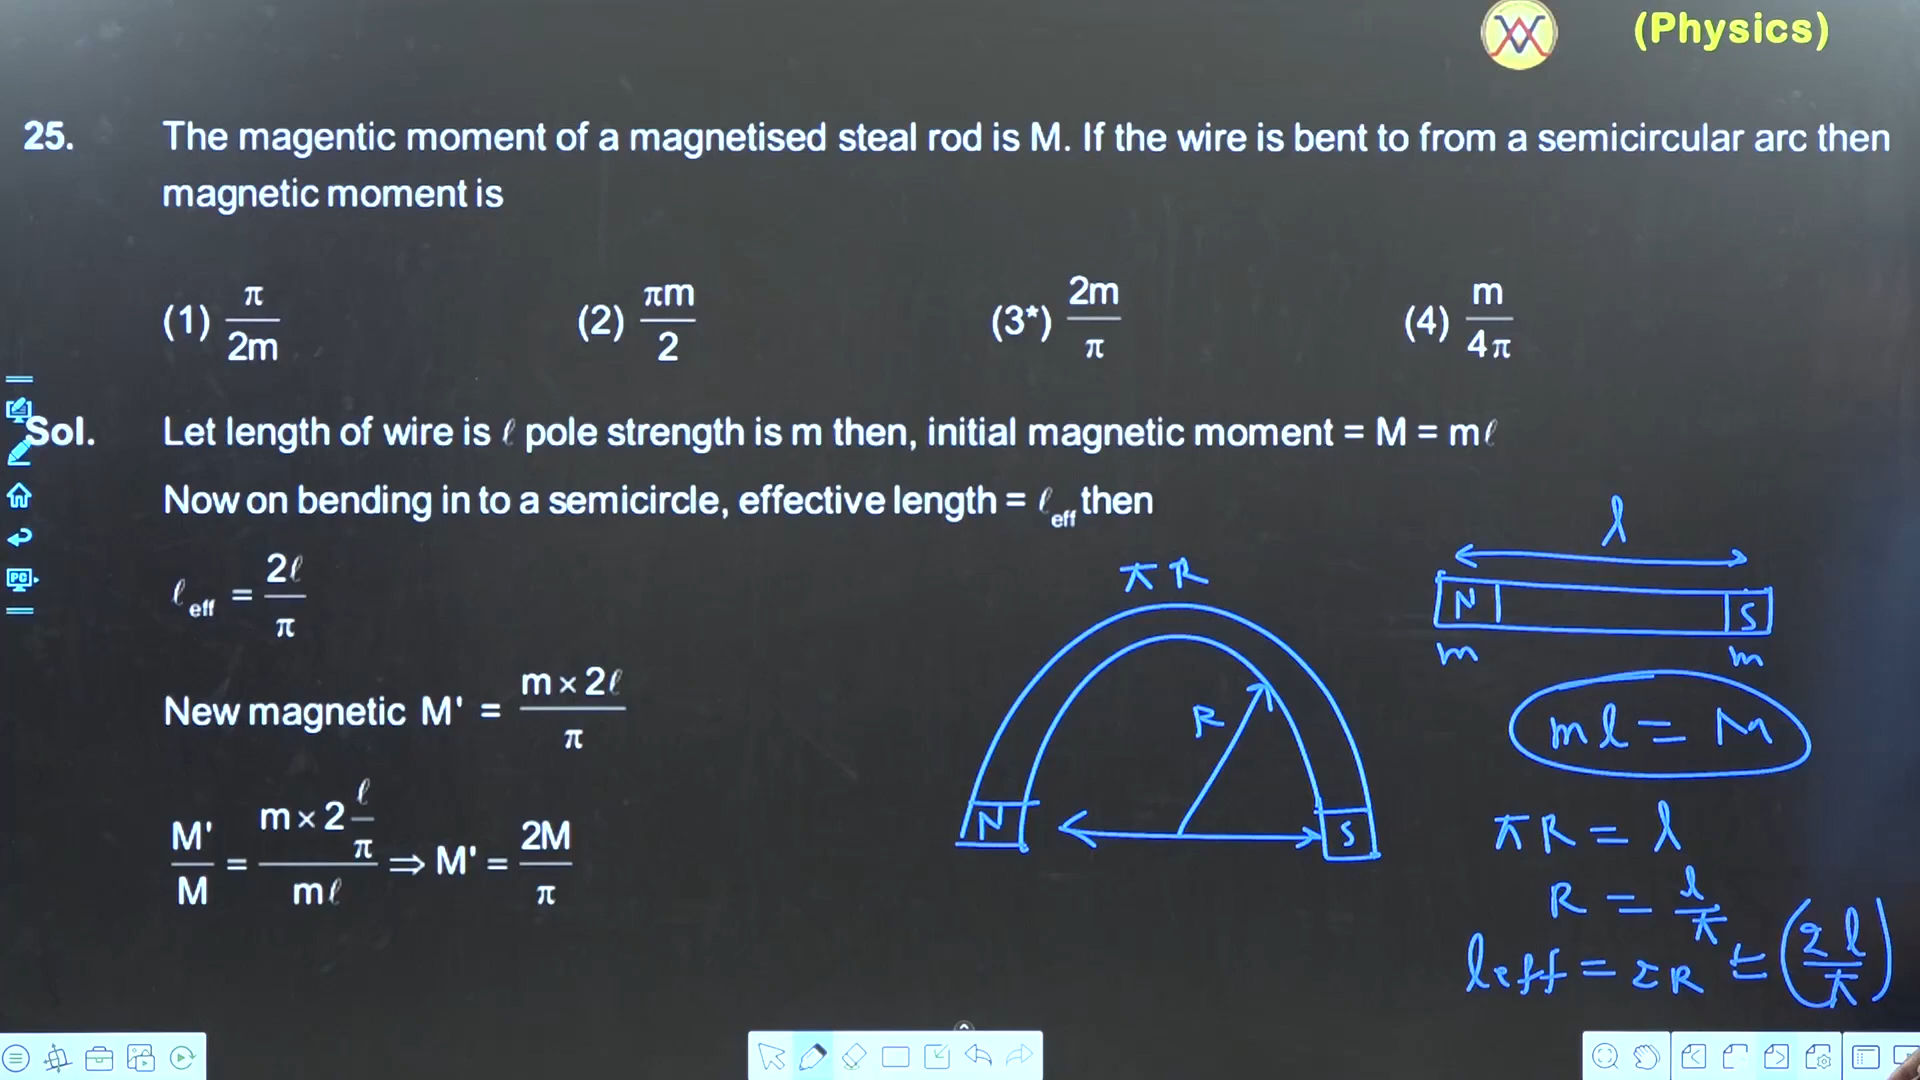 (Physics)
25. The magentic moment of a magnetised steal rod is M. If the wire is bent to from a semicircular arc then
magnetic moment is
(1) π/2m (2) πm/2 (3*) 2m/π (4) m/4π
Sol. Let length of wire is ℓ pole strength is m then, initial magnetic moment = M = mℓ
Now on bending in to a semicircle, effective length = ℓeff then
ℓeff = 2ℓ/π
New magnetic M' = m × 2ℓ/π
M'/M = (m × 2 ℓ/π)/mℓ ⇒ M' = 2M/π
πR
R
N S
l
N S
m m
ml = M
πR = l
R = l/π
leff = 2R = (2l/π)
PC